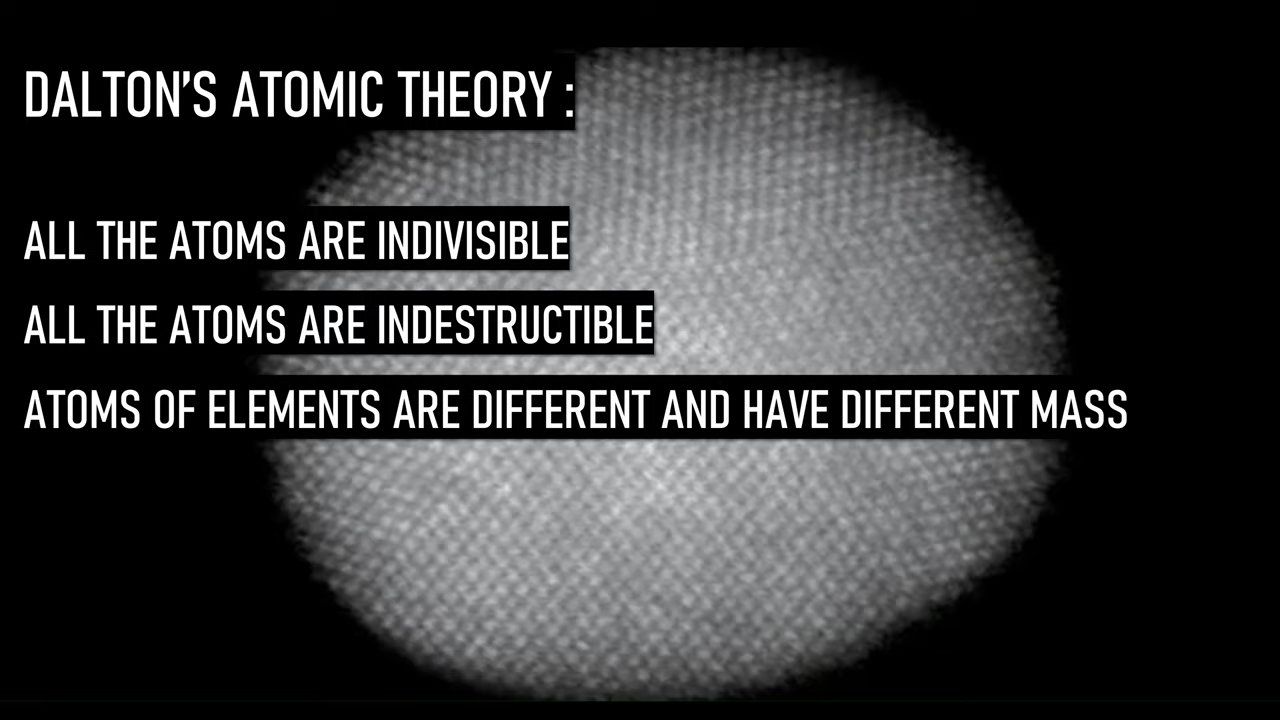 DALTON'S ATOMIC THEORY :
ALL THE ATOMS ARE INDIVISIBLE
ALL THE ATOMS ARE INDESTRUCTIBLE
ATOMS OF ELEMENTS ARE DIFFERENT AND HAVE DIFFERENT MASS